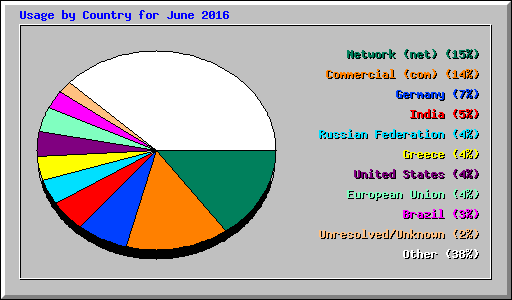 Usage by Country for June 2016
Network (net) (15%)
Commercial (com) (14%)
Germany (7%)
India (5%)
Russian Federation (4%)
Greece (4%)
United States (4%)
European Union (4%)
Brazil (3%)
Unresolved/Unknown (2%)
Other (38%)